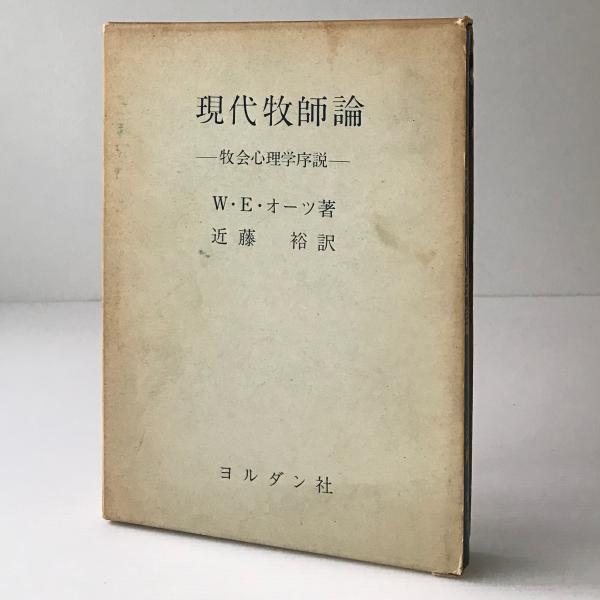 現代牧師論
―牧会心理学序説―
W・E・オーツ著
近藤 裕訳
ヨルダン社